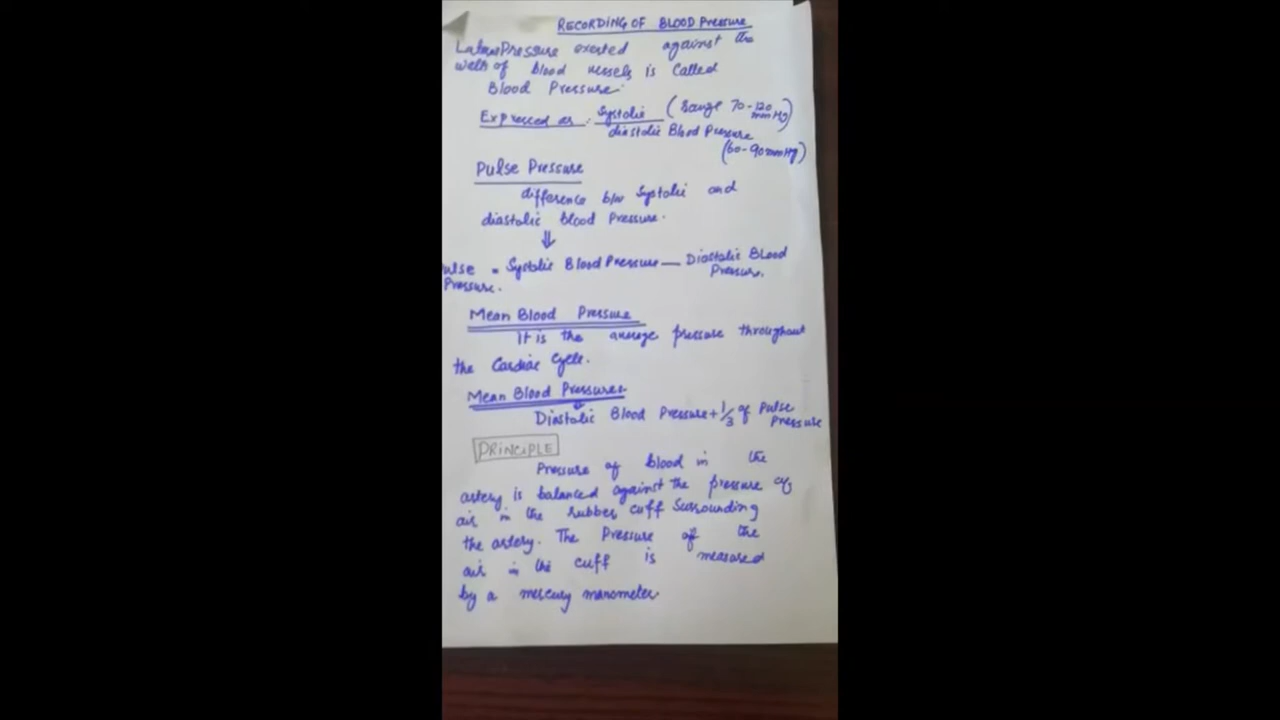 RECORDING OF BLOOD Pressure
Lateral Pressure exerted against the
walls of blood vessels is Called
Blood Pressure.
Expressed as : Systolic (range 70-120 mmHg)
diastolic Blood Pressure
(60-90 mmHg)
Pulse Pressure
difference b/w Systolic and
diastolic blood Pressure.
⇓
ulse = Systolic Blood Pressure — Diastolic Blood
Pressure. Pressure.
Mean Blood Pressure
It is the average pressure throughout
the Cardiac Cycle.
Mean Blood Pressure
Diastolic Blood Pressure + 1/3 of Pulse
Pressure
PRINCIPLE
Pressure of blood in the
artery is balanced against the pressure of
air in the rubber cuff surrounding
the artery. The Pressure of the
air in the cuff is measured
by a mercury manometer